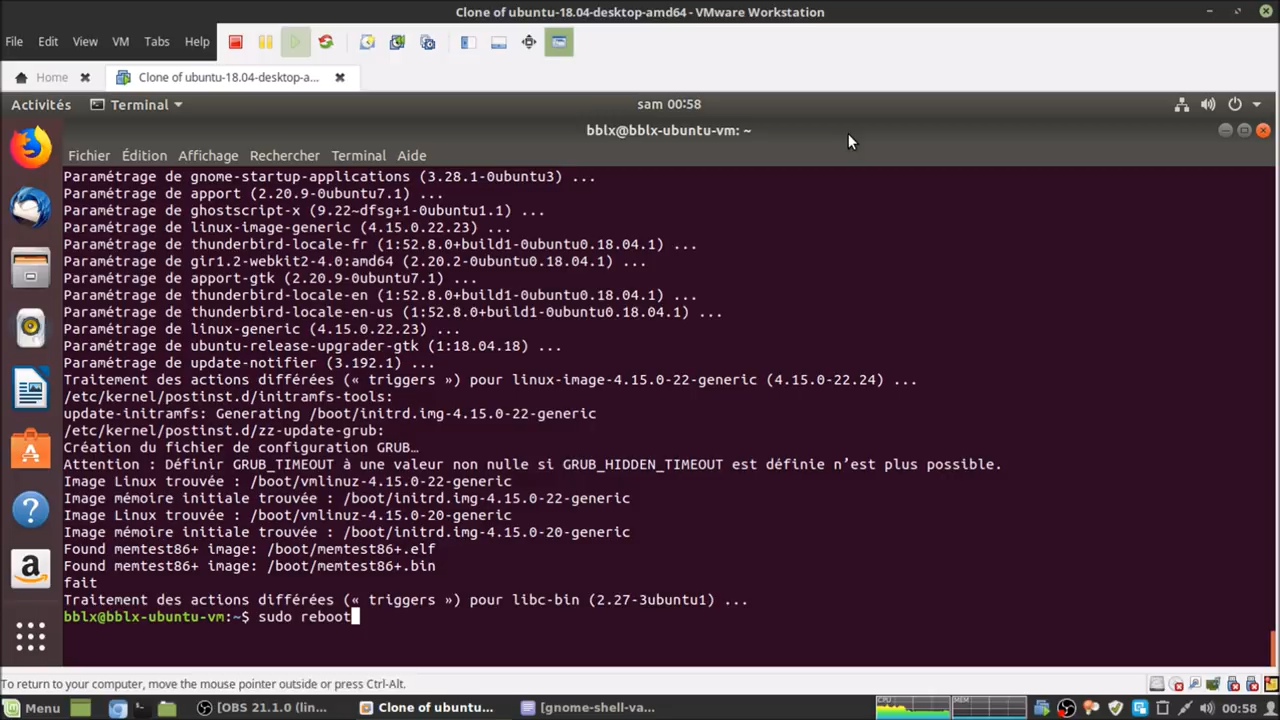 Clone of ubuntu-18.04-desktop-amd64 - VMware Workstation
File Edit View VM Tabs Help
Home Clone of ubuntu-18.04-desktop-a...
Activités Terminal sam 00:58
bblx@bblx-ubuntu-vm: ~
Fichier Édition Affichage Rechercher Terminal Aide
Paramétrage de gnome-startup-applications (3.28.1-0ubuntu3) ...
Paramétrage de apport (2.20.9-0ubuntu7.1) ...
Paramétrage de ghostscript-x (9.22~dfsg+1-0ubuntu1.1) ...
Paramétrage de linux-image-generic (4.15.0.22.23) ...
Paramétrage de thunderbird-locale-fr (1:52.8.0+build1-0ubuntu0.18.04.1) ...
Paramétrage de gir1.2-webkit2-4.0:amd64 (2.20.2-0ubuntu0.18.04.1) ...
Paramétrage de apport-gtk (2.20.9-0ubuntu7.1) ...
Paramétrage de thunderbird-locale-en (1:52.8.0+build1-0ubuntu0.18.04.1) ...
Paramétrage de thunderbird-locale-en-us (1:52.8.0+build1-0ubuntu0.18.04.1) ...
Paramétrage de linux-generic (4.15.0.22.23) ...
Paramétrage de ubuntu-release-upgrader-gtk (1:18.04.18) ...
Paramétrage de update-notifier (3.192.1) ...
Traitement des actions différées (« triggers ») pour linux-image-4.15.0-22-generic (4.15.0-22.24) ...
/etc/kernel/postinst.d/initramfs-tools:
update-initramfs: Generating /boot/initrd.img-4.15.0-22-generic
/etc/kernel/postinst.d/zz-update-grub:
Création du fichier de configuration GRUB…
Attention : Définir GRUB_TIMEOUT à une valeur non nulle si GRUB_HIDDEN_TIMEOUT est définie n’est plus possible.
Image Linux trouvée : /boot/vmlinuz-4.15.0-22-generic
Image mémoire initiale trouvée : /boot/initrd.img-4.15.0-22-generic
Image Linux trouvée : /boot/vmlinuz-4.15.0-20-generic
Image mémoire initiale trouvée : /boot/initrd.img-4.15.0-20-generic
Found memtest86+ image: /boot/memtest86+.elf
Found memtest86+ image: /boot/memtest86+.bin
fait
Traitement des actions différées (« triggers ») pour libc-bin (2.27-3ubuntu1) ...
bblx@bblx-ubuntu-vm:~$ sudo reboot
To return to your computer, move the mouse pointer outside or press Ctrl-Alt.
Menu [OBS 21.1.0 (lin... Clone of ubuntu... [gnome-shell-va... CPU MEM 00:58